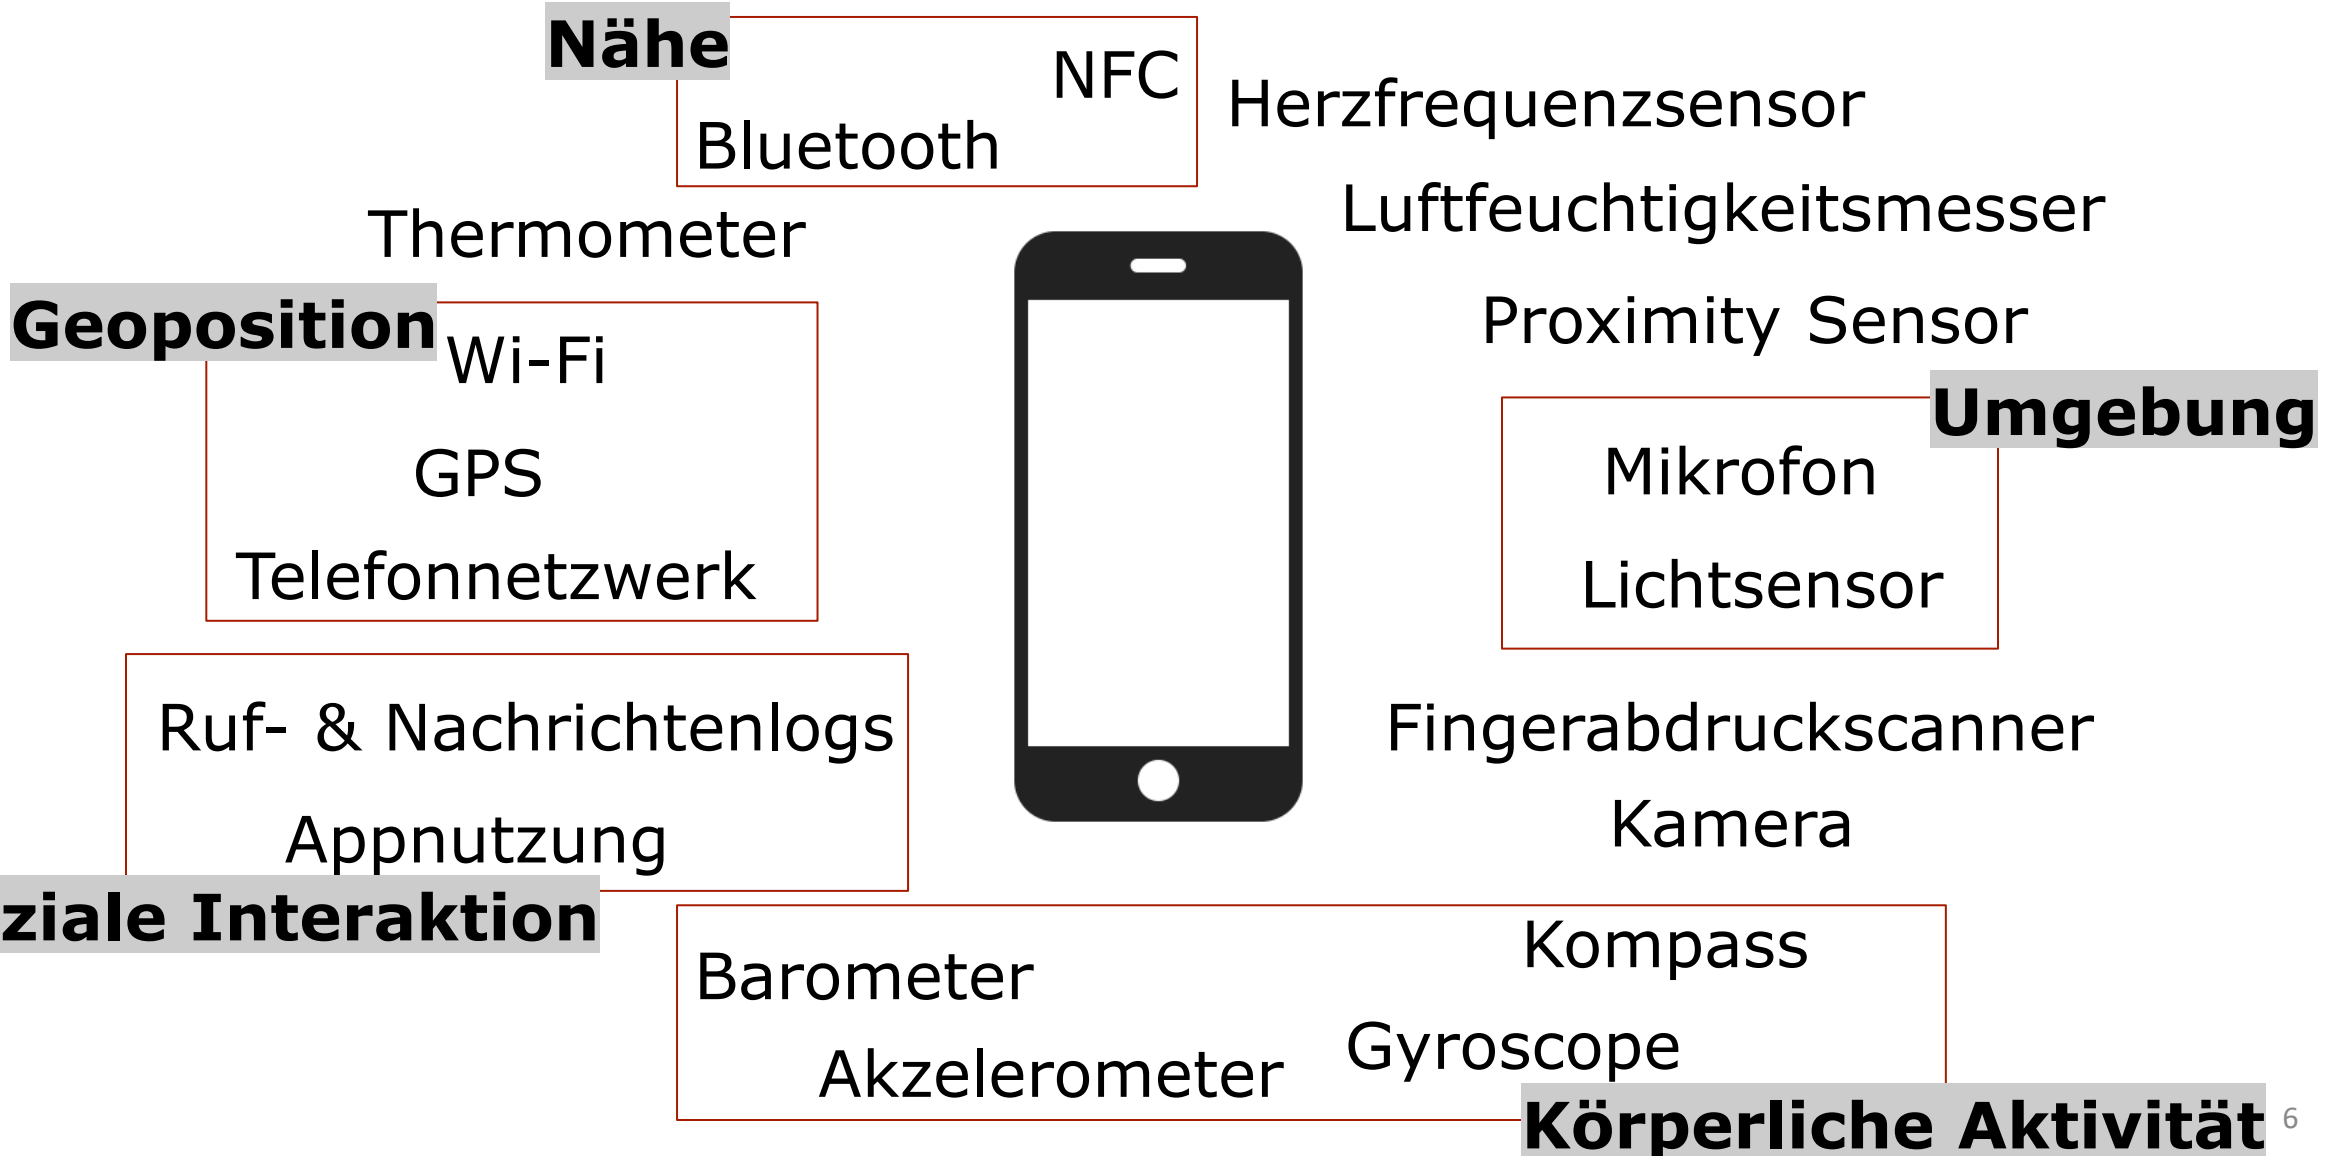 Nähe
NFC
Herzfrequenzsensor
Bluetooth
Luftfeuchtigkeitsmesser
Thermometer
Proximity Sensor
Geoposition
Wi-Fi
Umgebung
GPS
Mikrofon
Telefonnetzwerk
Lichtsensor
Ruf- & Nachrichtenlogs
Fingerabdruckscanner
Appnutzung
Kamera
ziale Interaktion
Kompass
Barometer
Gyroscope
Akzelerometer
Körperliche Aktivität
6